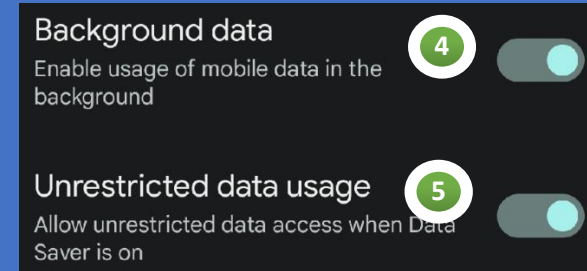 Background data
4
Enable usage of mobile data in the
background
Unrestricted data usage
5
Allow unrestricted data access when Data
Saver is on